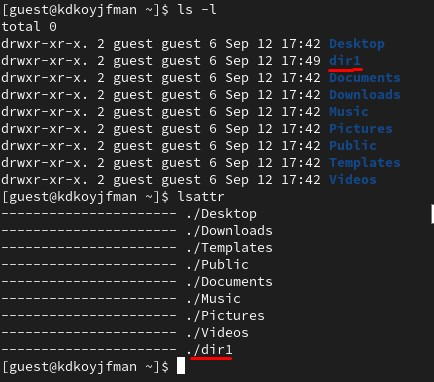 [guest@kdkoyjfman ~]$ ls -l
total 0
drwxr-xr-x. 2 guest guest 6 Sep 12 17:42 Desktop
drwxr-xr-x. 2 guest guest 6 Sep 12 17:49 dir1
drwxr-xr-x. 2 guest guest 6 Sep 12 17:42 Documents
drwxr-xr-x. 2 guest guest 6 Sep 12 17:42 Downloads
drwxr-xr-x. 2 guest guest 6 Sep 12 17:42 Music
drwxr-xr-x. 2 guest guest 6 Sep 12 17:42 Pictures
drwxr-xr-x. 2 guest guest 6 Sep 12 17:42 Public
drwxr-xr-x. 2 guest guest 6 Sep 12 17:42 Templates
drwxr-xr-x. 2 guest guest 6 Sep 12 17:42 Videos
[guest@kdkoyjfman ~]$ lsattr
---------------------- ./Desktop
---------------------- ./Downloads
---------------------- ./Templates
---------------------- ./Public
---------------------- ./Documents
---------------------- ./Music
---------------------- ./Pictures
---------------------- ./Videos
---------------------- ./dir1
[guest@kdkoyjfman ~]$